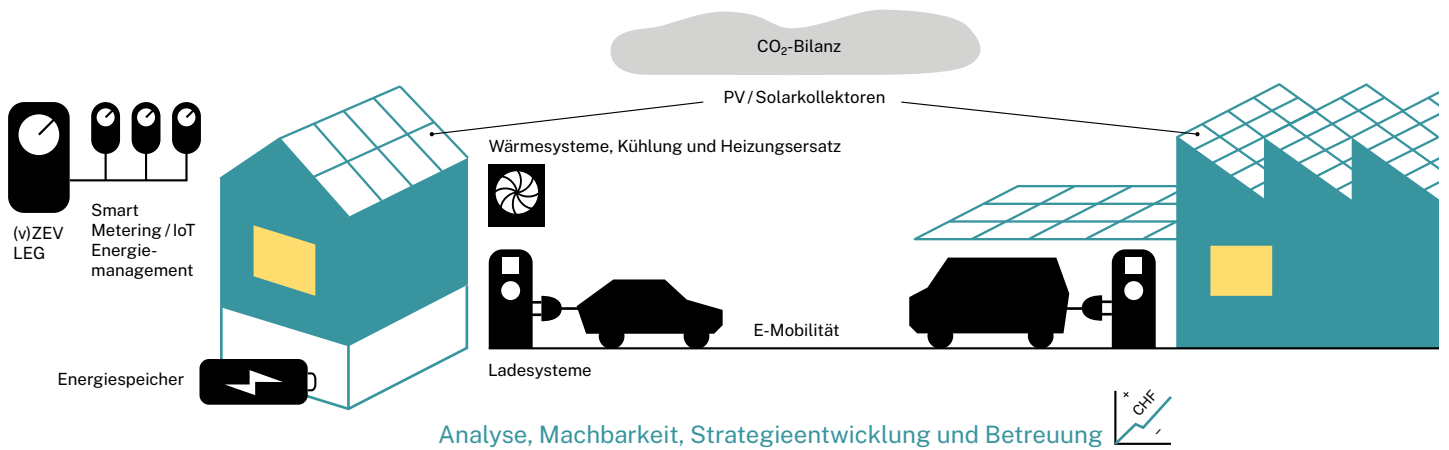 CO₂-Bilanz
PV / Solarkollektoren
Wärmesysteme, Kühlung und Heizungsersatz
(v)ZEV
LEG
Smart
Metering / IoT
Energie-
management
E-Mobilität
Energiespeicher
Ladesysteme
Analyse, Machbarkeit, Strategieentwicklung und Betreuung
+
CHF
–